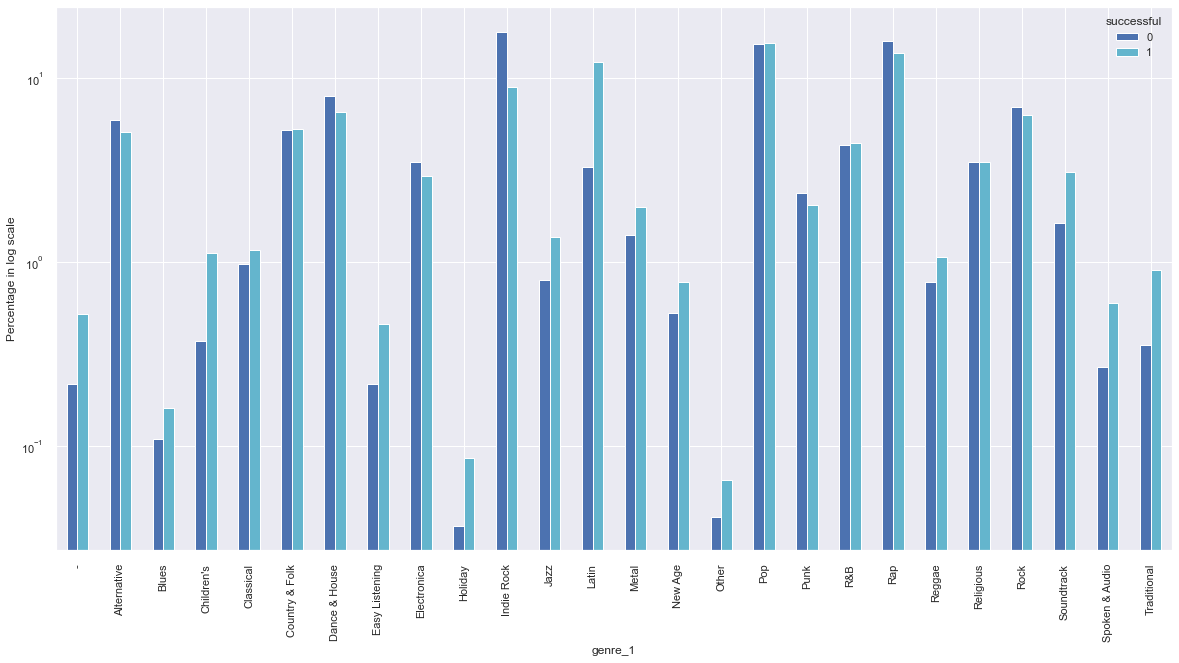 successful
0
1
10¹
10⁰
10⁻¹
Percentage in log scale
-
Alternative
Blues
Children's
Classical
Country & Folk
Dance & House
Easy Listening
Electronica
Holiday
Indie Rock
Jazz
Latin
Metal
New Age
Other
Pop
Punk
R&B
Rap
Reggae
Religious
Rock
Soundtrack
Spoken & Audio
Traditional
genre_1